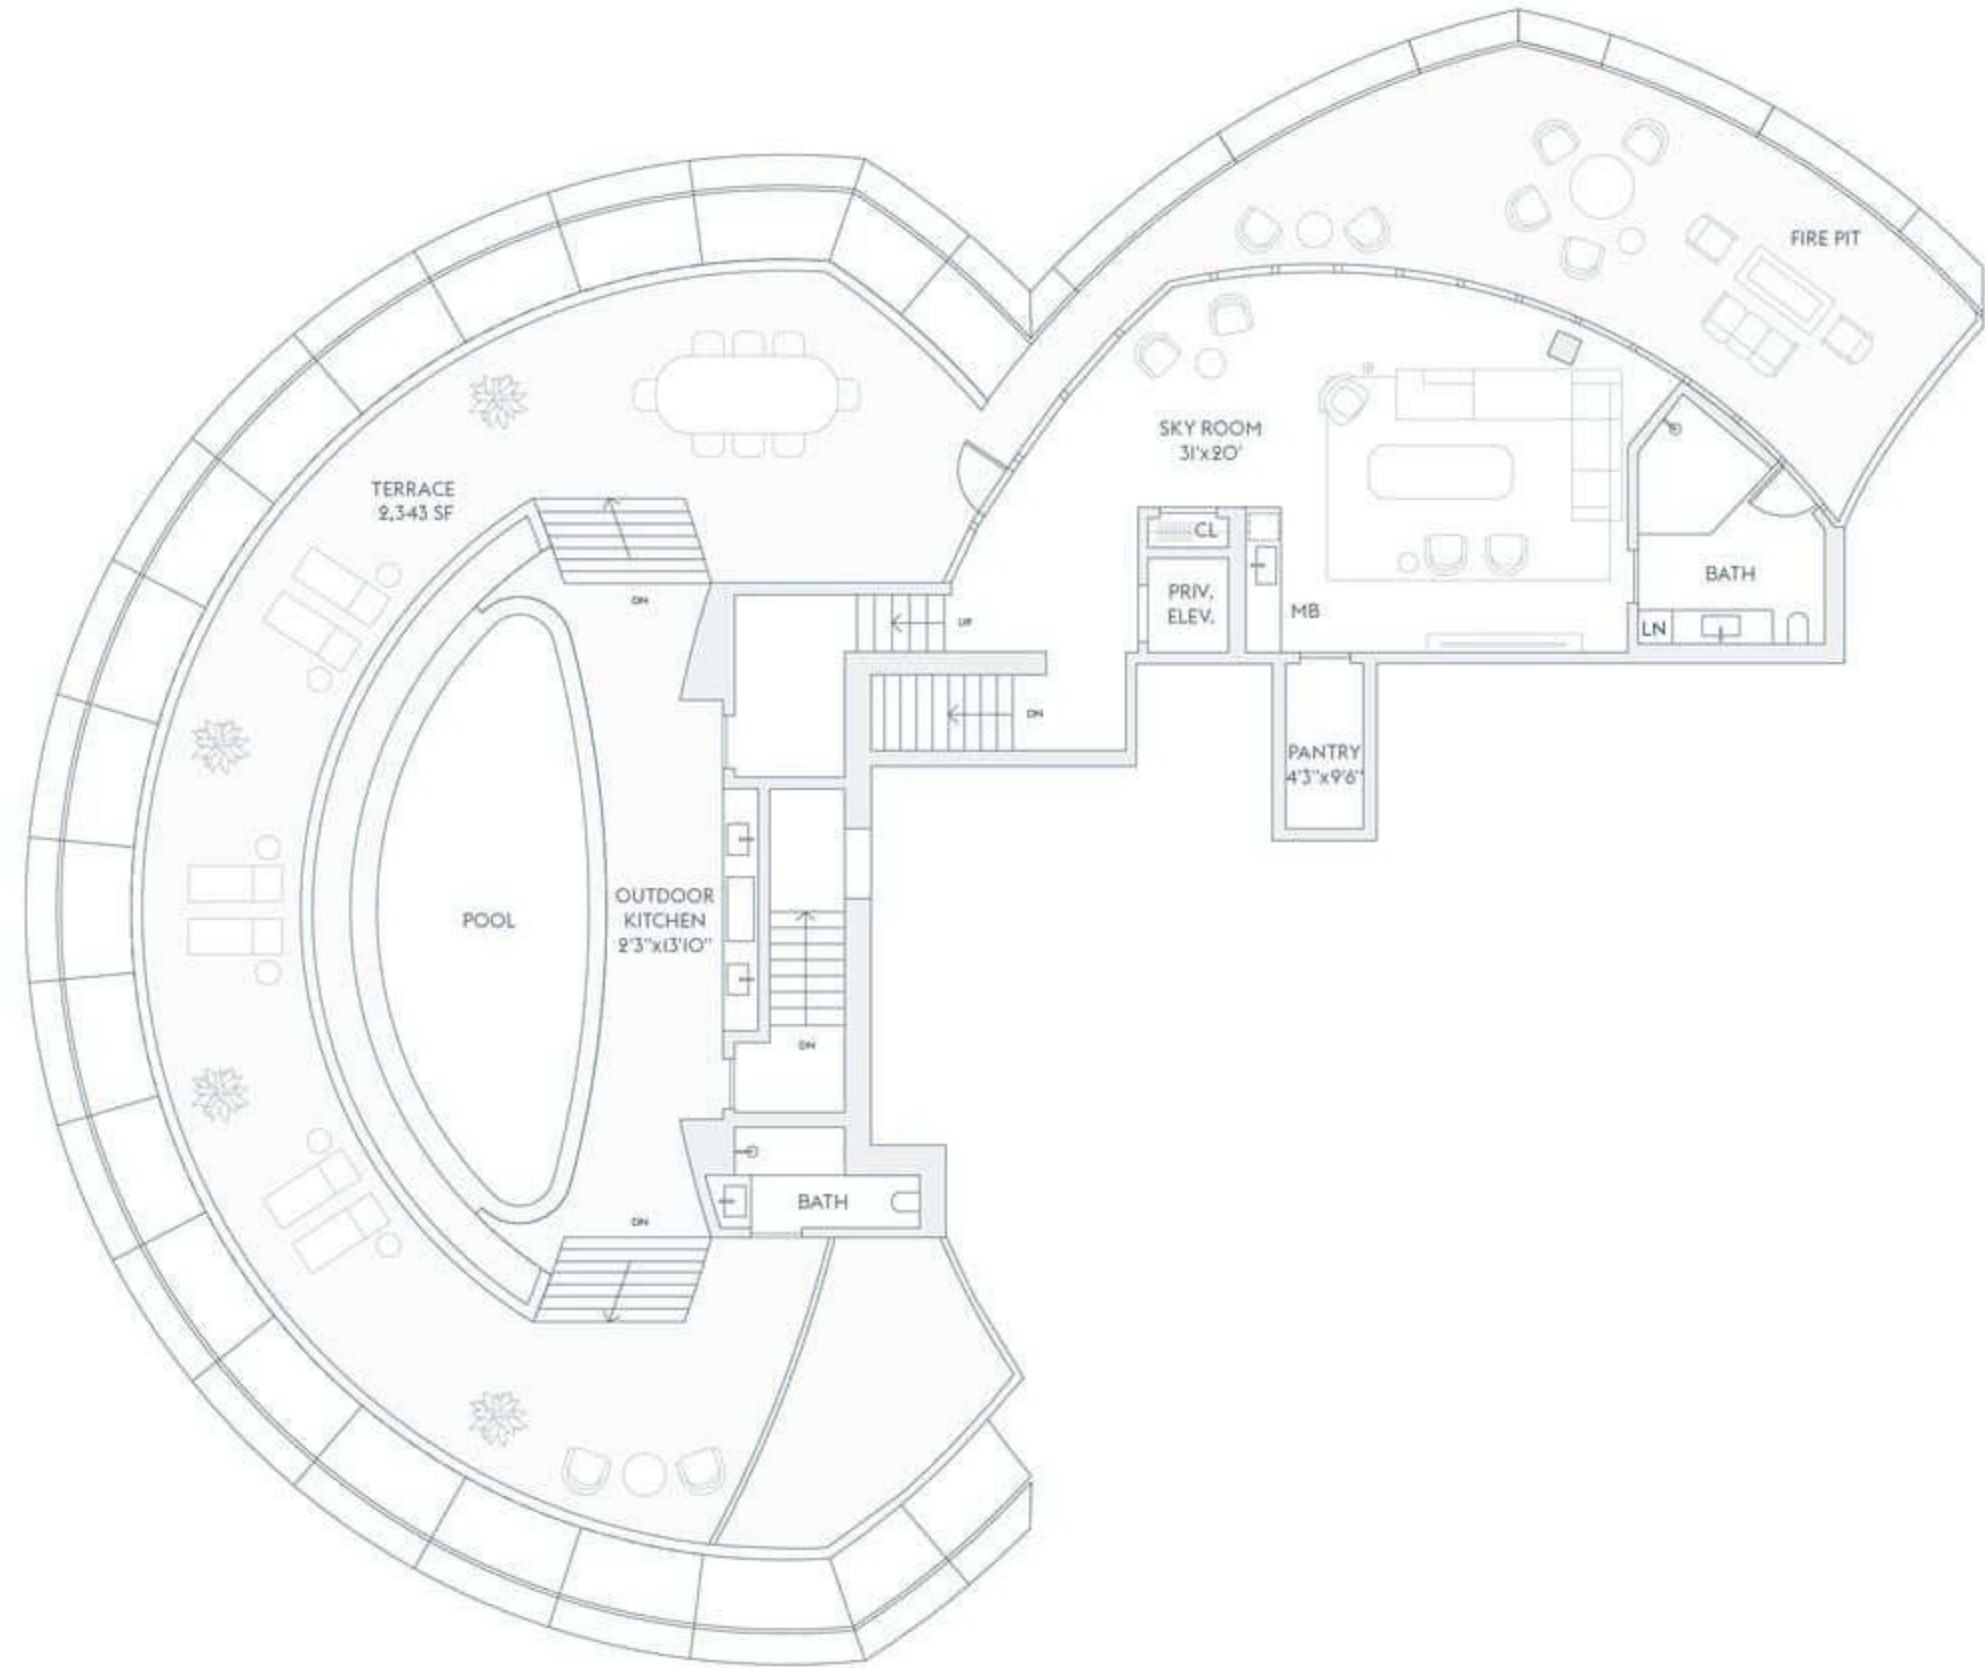 FIRE PIT
SKY ROOM
31'x20'
TERRACE
2,343 SF
CL
PRIV.
ELEV.
MB
BATH
LN
DN
UP
DN
PANTRY
4'3"x9'6"
POOL
OUTDOOR
KITCHEN
2'3"x13'10"
DN
BATH
DN